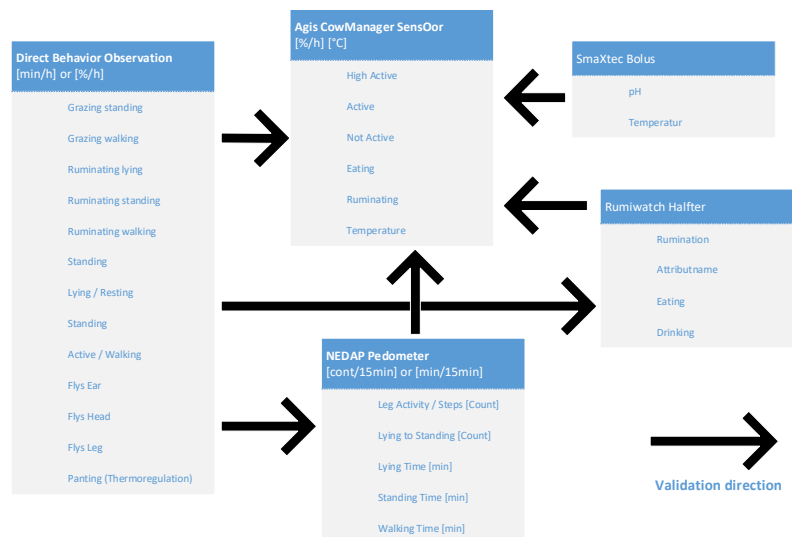 Direct Behavior Observation
[min/h] or [%/h]
Grazing standing
Grazing walking
Ruminating lying
Ruminating standing
Ruminating walking
Standing
Lying / Resting
Standing
Active / Walking
Flys Ear
Flys Head
Flys Leg
Panting (Thermoregulation)
Agis CowManager SensOor
[%/h] [°C]
High Active
Active
Not Active
Eating
Ruminating
Temperature
SmaXtec Bolus
pH
Temperatur
Rumiwatch Halfter
Rumination
Attributname
Eating
Drinking
NEDAP Pedometer
[cont/15min] or [min/15min]
Leg Activity / Steps [Count]
Lying to Standing [Count]
Lying Time [min]
Standing Time [min]
Walking Time [min]
Validation direction